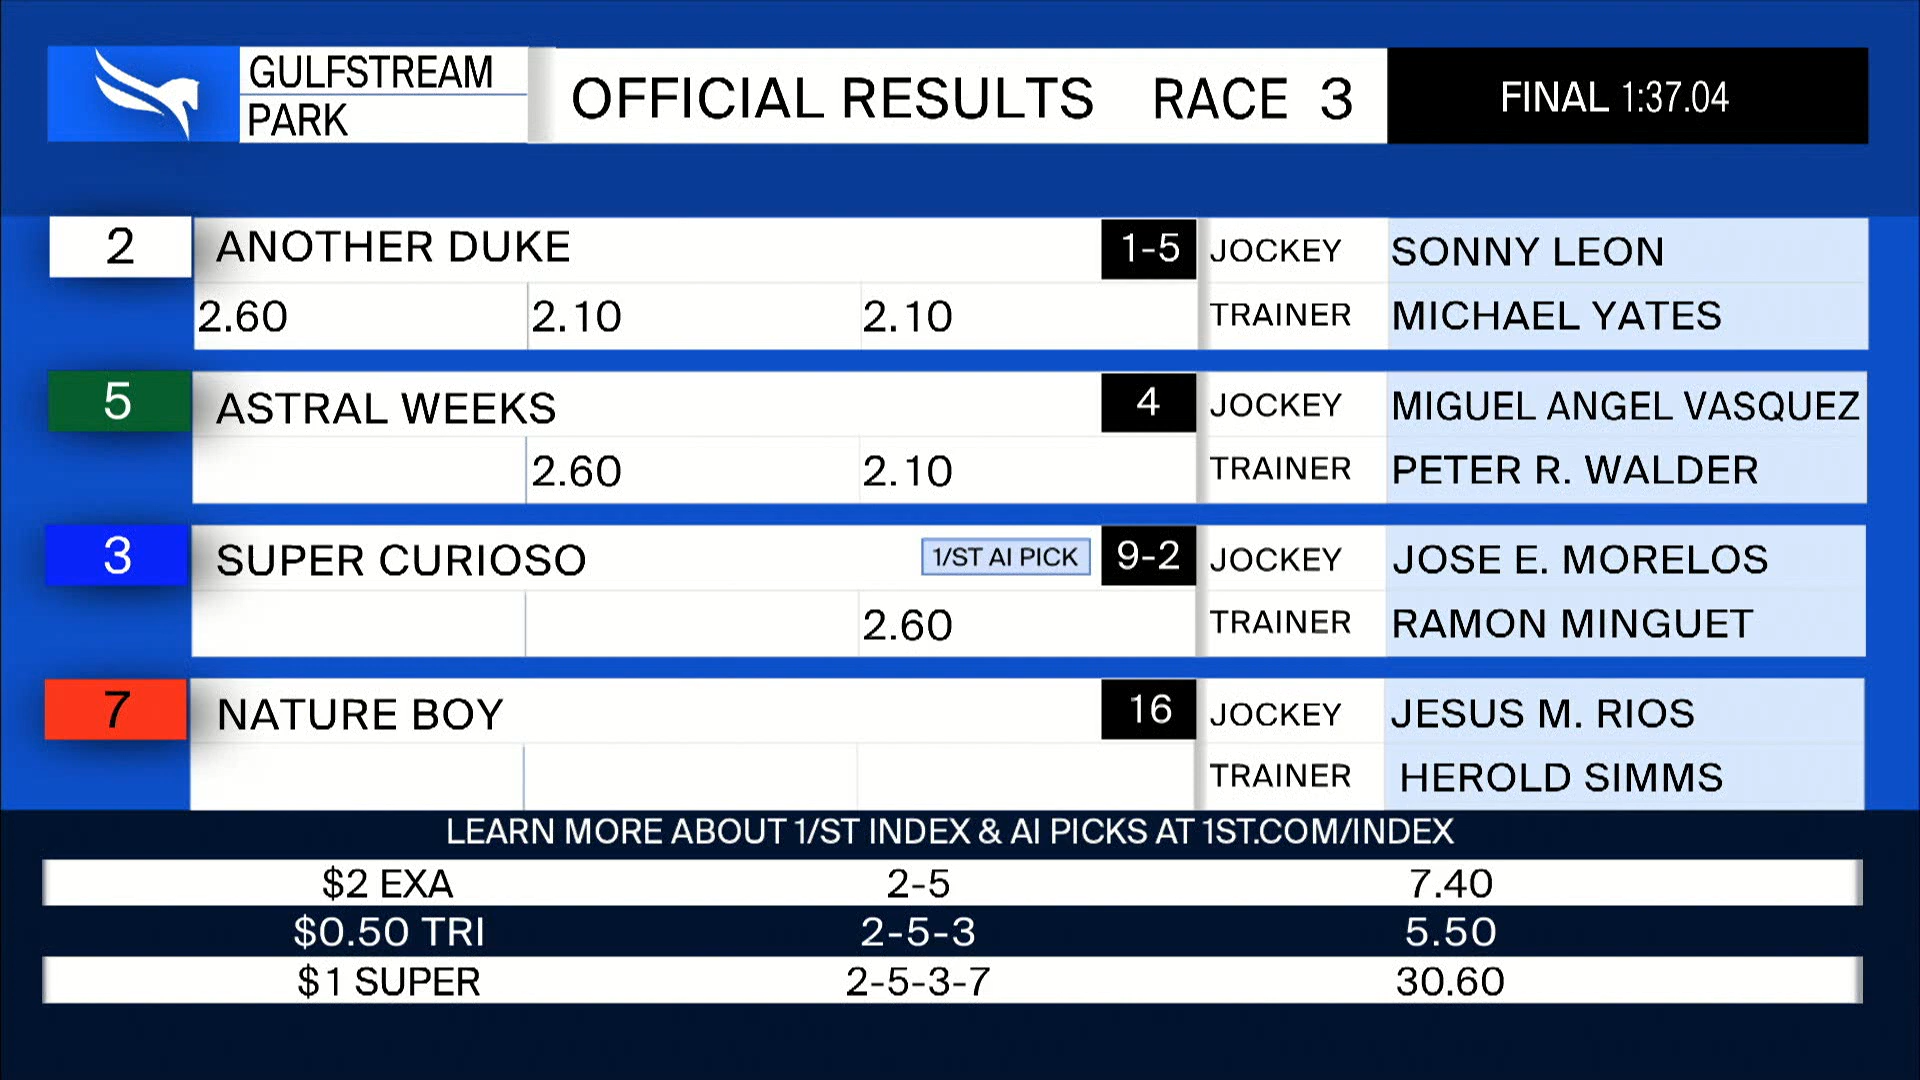 GULFSTREAM
PARK
OFFICIAL RESULTS RACE 3
FINAL 1:37.04
2 ANOTHER DUKE 1-5 JOCKEY SONNY LEON
2.60 2.10 2.10 TRAINER MICHAEL YATES
5 ASTRAL WEEKS 4 JOCKEY MIGUEL ANGEL VASQUEZ
2.60 2.10 TRAINER PETER R. WALDER
3 SUPER CURIOSO 1/ST AI PICK 9-2 JOCKEY JOSE E. MORELOS
2.60 TRAINER RAMON MINGUET
7 NATURE BOY 16 JOCKEY JESUS M. RIOS
TRAINER HEROLD SIMMS
LEARN MORE ABOUT 1/ST INDEX & AI PICKS AT 1ST.COM/INDEX
$2 EXA 2-5 7.40
$0.50 TRI 2-5-3 5.50
$1 SUPER 2-5-3-7 30.60